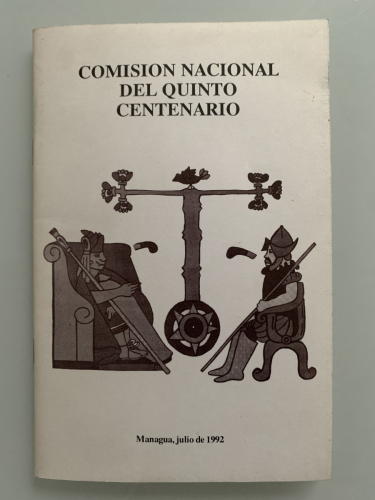 COMISION NACIONAL
DEL QUINTO
CENTENARIO
Managua, julio de 1992